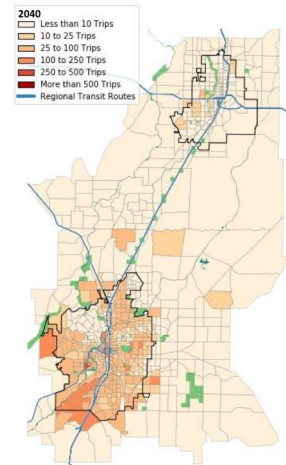 2040
Less than 10 Trips
10 to 25 Trips
25 to 100 Trips
100 to 250 Trips
250 to 500 Trips
More than 500 Trips
Regional Transit Routes